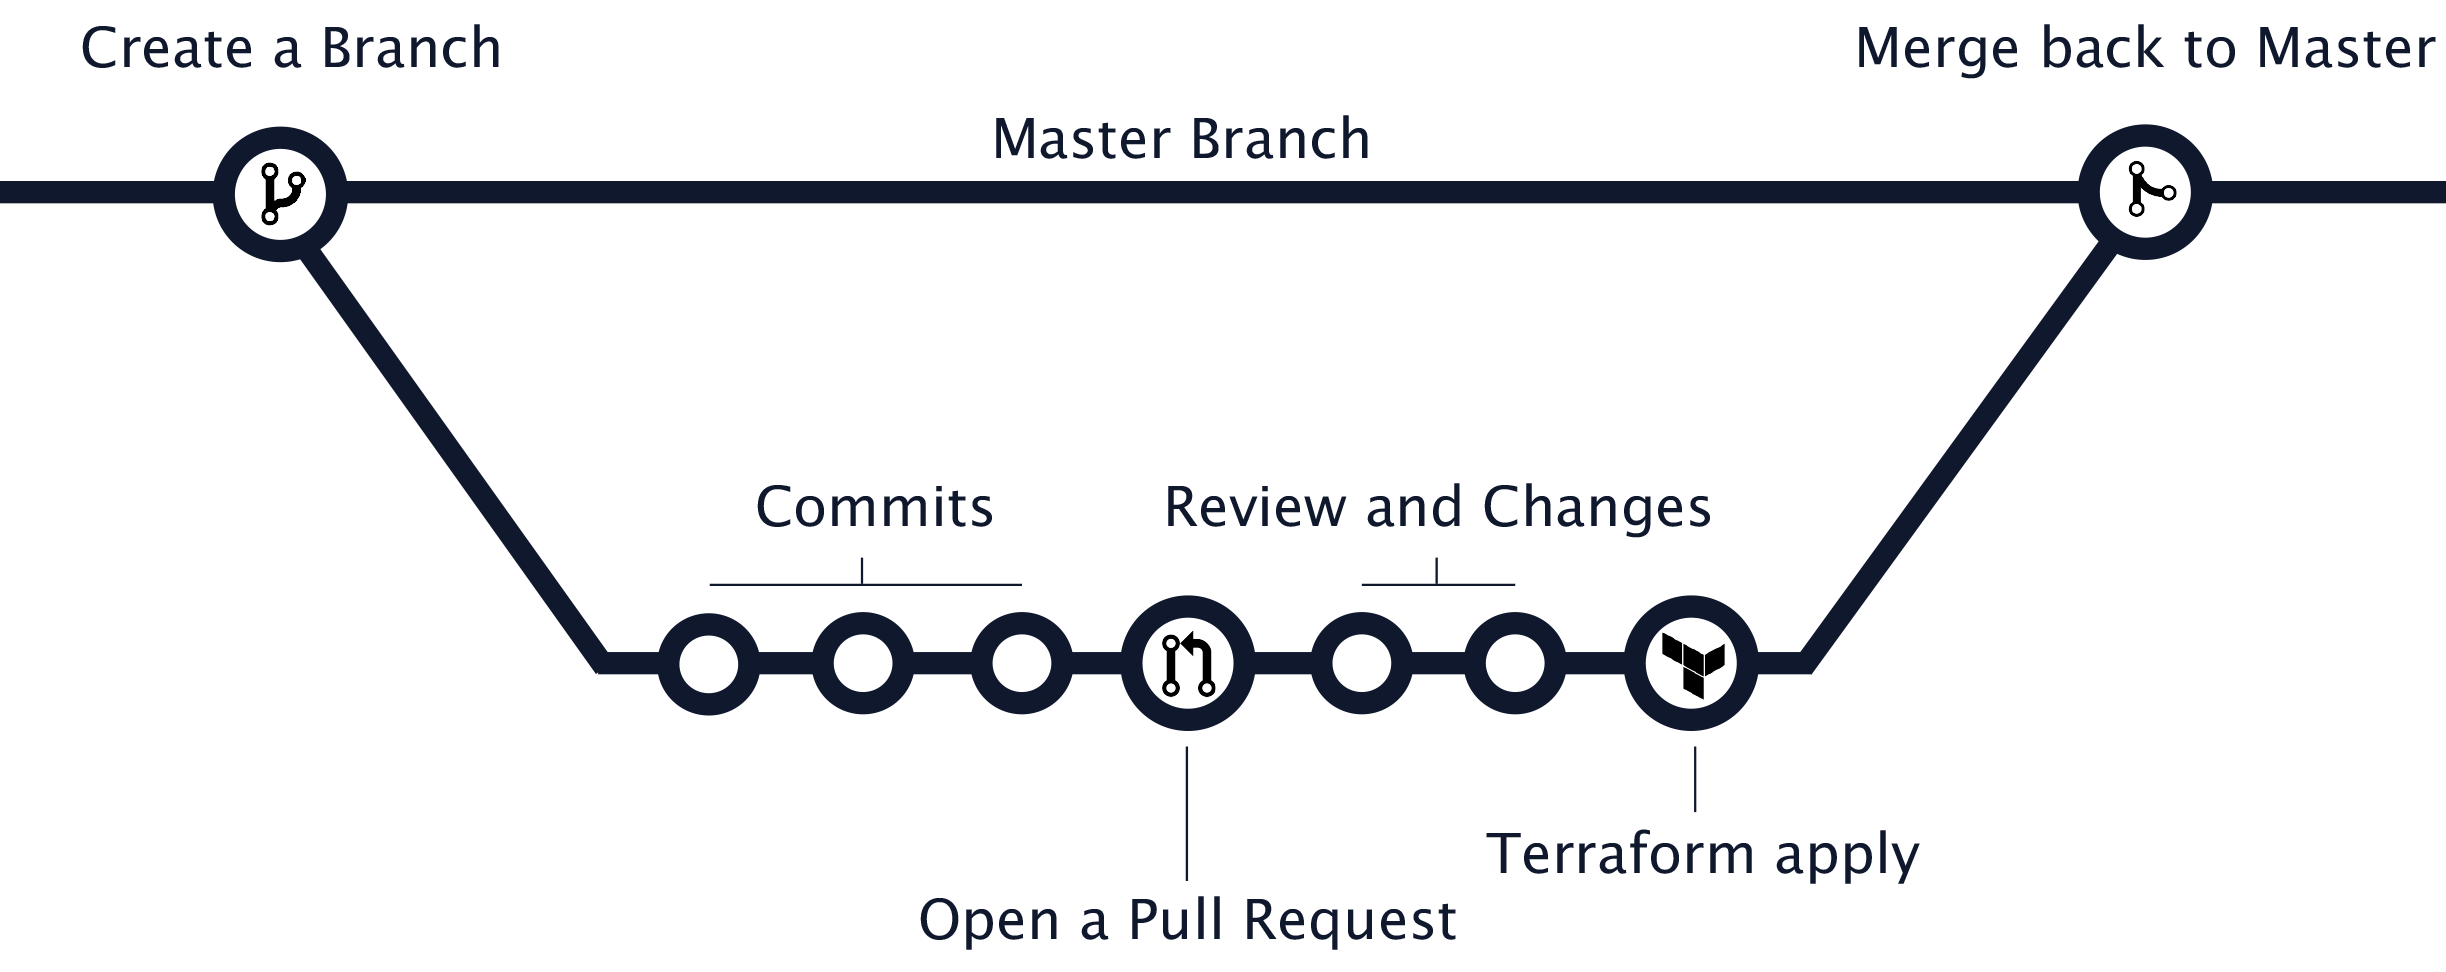 Create a Branch
Merge back to Master
Master Branch
Commits
Review and Changes
Terraform apply
Open a Pull Request